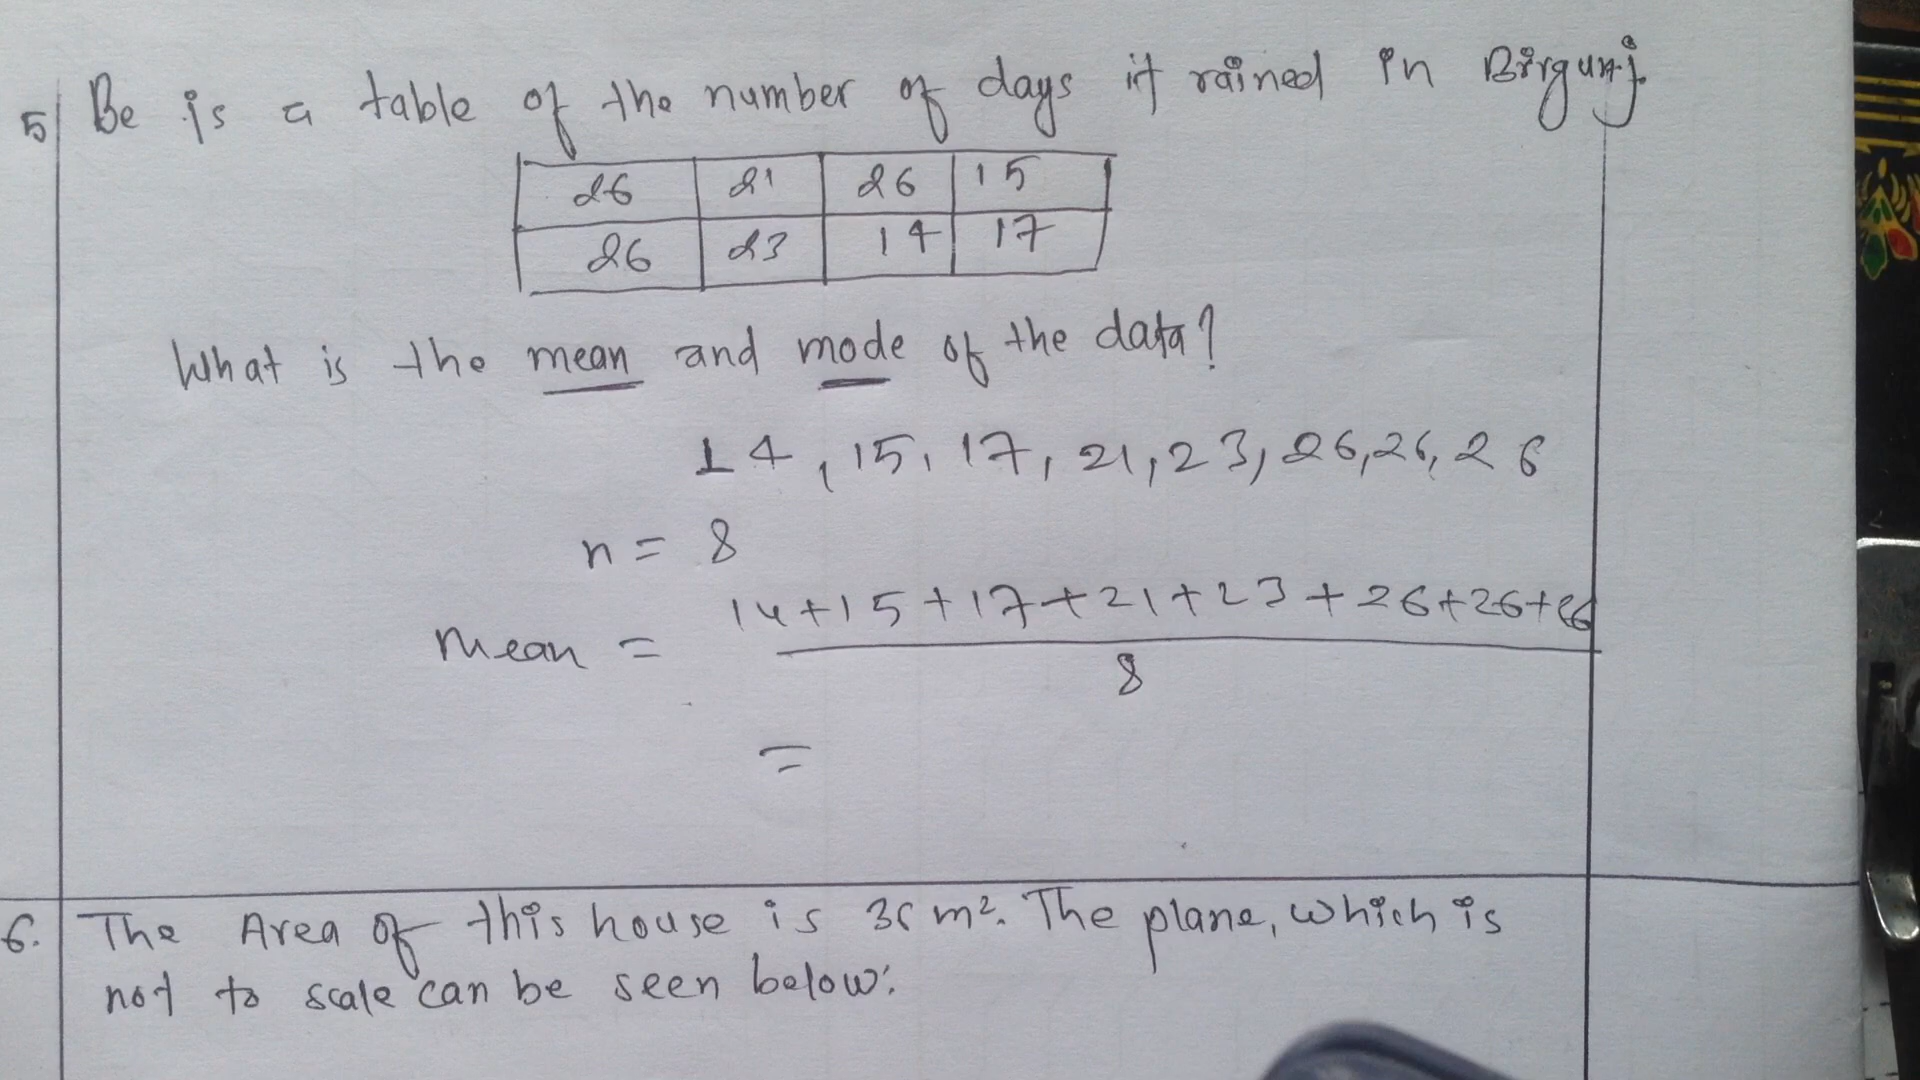 5 Be is a table of the number of days it rained in Birgunj.
26 21 26 15
26 23 14 17
What is the mean and mode of the data?
14, 15, 17, 21, 23, 26, 26, 26
n = 8
mean = 14+15+17+21+23+26+26+26
8
=
6. The Area of this house is 36 m². The plane, which is
not to scale can be seen below: